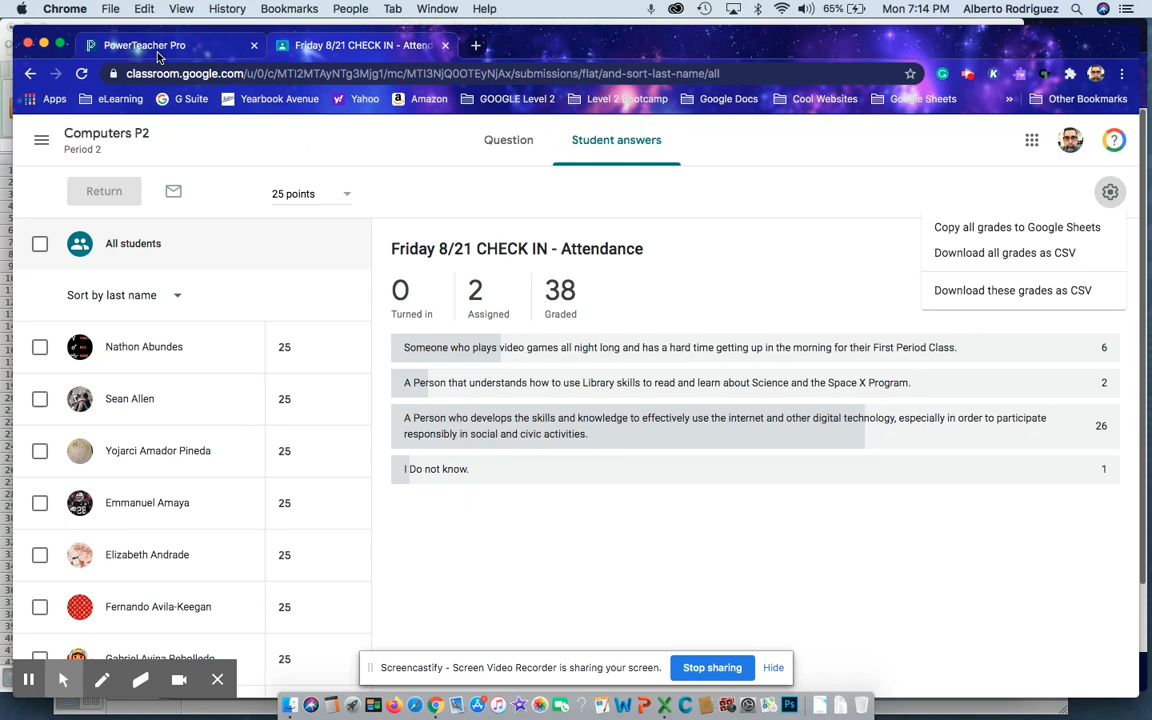 Chrome File Edit View History Bookmarks People Tab Window Help 65% Mon 7:14 PM Alberto Rodriguez
PowerTeacher Pro Friday 8/21 CHECK IN - Attend
classroom.google.com/u/0/c/MTI2MTAyNTg3Mjg1/mc/MTI3NjQ0OTEyNjAx/submissions/flat/and-sort-last-name/all
Apps eLearning G Suite Yearbook Avenue Yahoo Amazon GOOGLE Level 2 Level 2 Bootcamp Google Docs Cool Websites Google Sheets » Other Bookmarks
Computers P2
Period 2
Question Student answers
Return 25 points
Copy all grades to Google Sheets
Download all grades as CSV
Download these grades as CSV
All students
Sort by last name
Nathon Abundes 25
Sean Allen 25
Yojarci Amador Pineda 25
Emmanuel Amaya 25
Elizabeth Andrade 25
Fernando Avila-Keegan 25
Gabriel Avina Rebolledo 25
Friday 8/21 CHECK IN - Attendance
0 2 38
Turned in Assigned Graded
Someone who plays video games all night long and has a hard time getting up in the morning for their First Period Class. 6
A Person that understands how to use Library skills to read and learn about Science and the Space X Program. 2
A Person who develops the skills and knowledge to effectively use the internet and other digital technology, especially in order to participate
responsibly in social and civic activities. 26
I Do not know. 1
Screencastify - Screen Video Recorder is sharing your screen. Stop sharing Hide